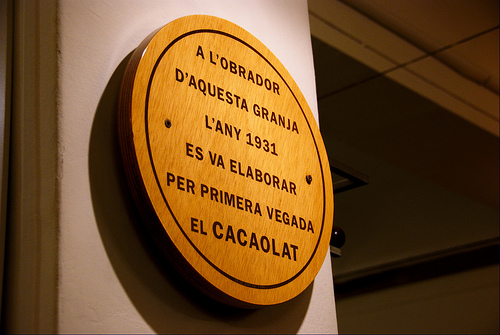 A L'OBRADOR
D'AQUESTA GRANJA
L'ANY 1931
ES VA ELABORAR
PER PRIMERA VEGADA
EL CACAOLAT